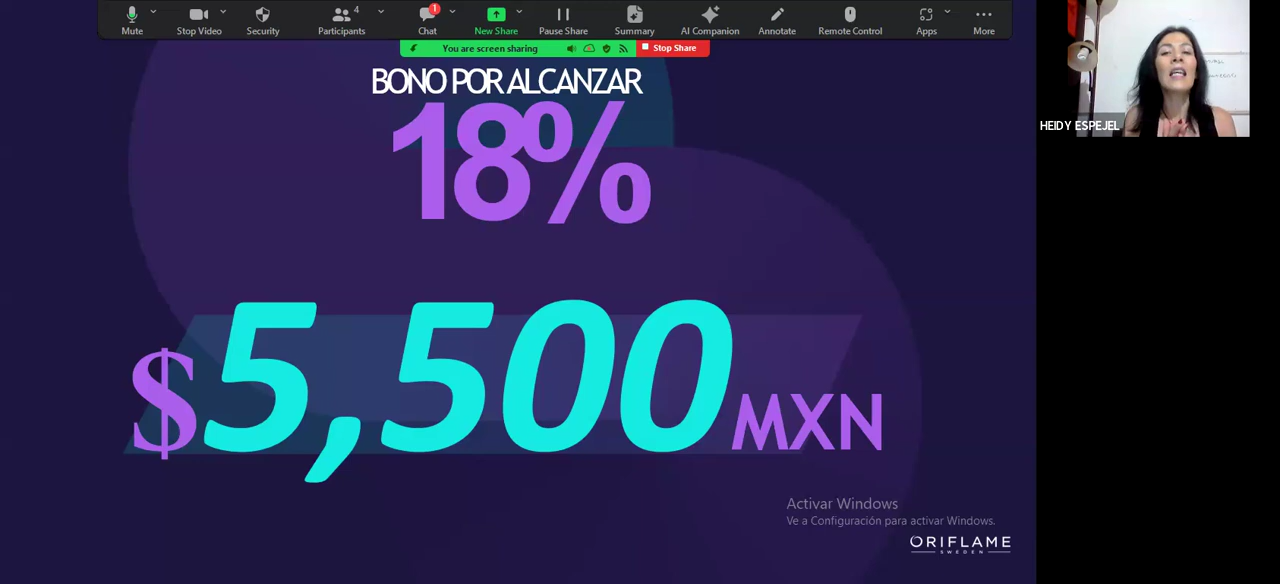 Mute
Stop Video
Security
Participants
4
Chat
1
New Share
Pause Share
Summary
AI Companion
Annotate
Remote Control
Apps
More
You are screen sharing
Stop Share
BONO POR ALCANZAR
18%
$5,500 MXN
Activar Windows
Ve a Configuración para activar Windows.
ORIFLAME
SWEDEN
HEIDY ESPEJEL